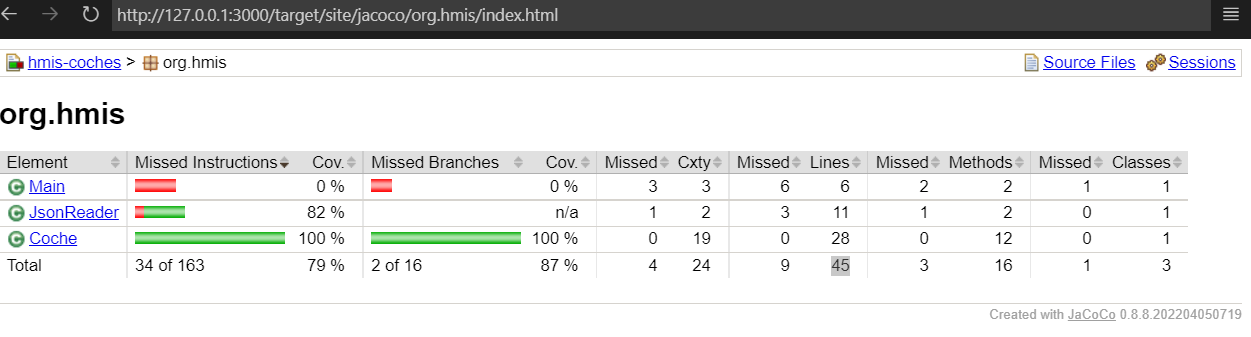 http://127.0.0.1:3000/target/site/jacoco/org.hmis/index.html
hmis-coches > org.hmis Source Files Sessions
org.hmis
Element Missed Instructions Cov. Missed Branches Cov. Missed Cxty Missed Lines Missed Methods Missed Classes
C Main 0 % 0 % 3 3 6 6 2 2 1 1
C JsonReader 82 % n/a 1 2 3 11 1 2 0 1
C Coche 100 % 100 % 0 19 0 28 0 12 0 1
Total 34 of 163 79 % 2 of 16 87 % 4 24 9 45 3 16 1 3
Created with JaCoCo 0.8.8.202204050719